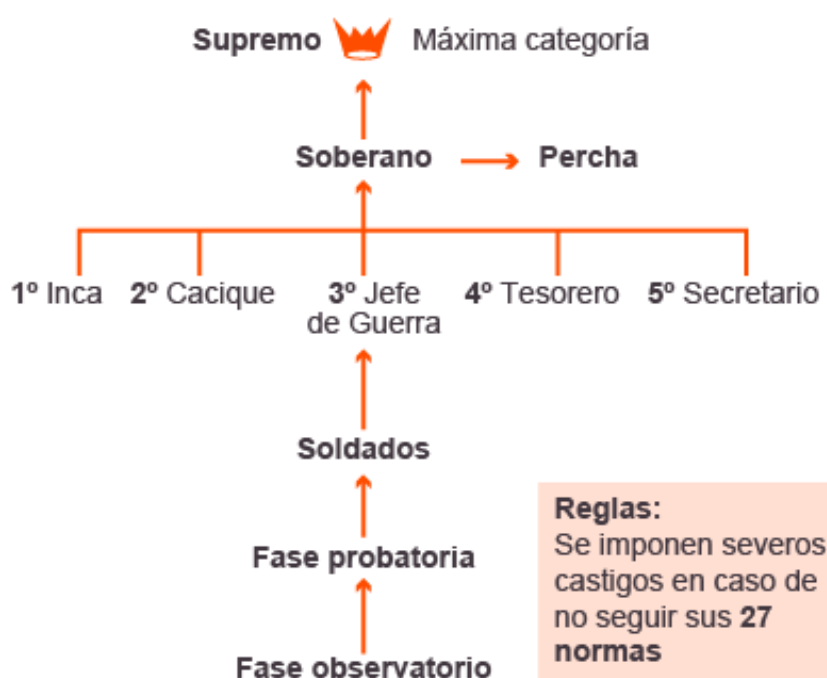 Supremo Máxima categoría
Soberano Percha
1º Inca 2º Cacique 3º Jefe de Guerra 4º Tesorero 5º Secretario
Soldados
Fase probatoria
Fase observatorio
Reglas:
Se imponen severos
castigos en caso de
no seguir sus 27
normas